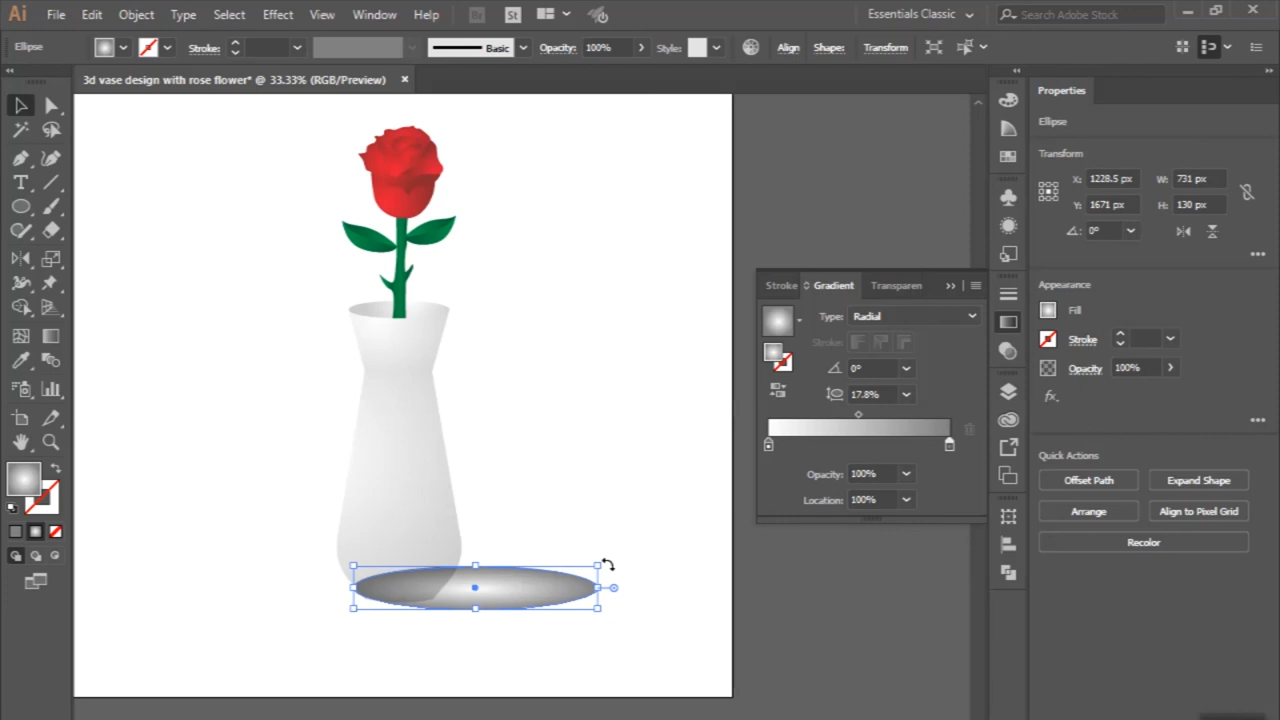 Ai File Edit Object Type Select Effect View Window Help Br St Essentials Classic Search Adobe Stock
Ellipse Stroke: Basic Opacity: 100% Style: Align Shape: Transform
3d vase design with rose flower* @ 33.33% (RGB/Preview) ×
Properties
Ellipse
Transform
X: 1228.5 px W: 731 px
Y: 1671 px H: 130 px
0°
Appearance
Fill
Stroke
Opacity 100%
fx
Quick Actions
Offset Path Expand Shape
Arrange Align to Pixel Grid
Recolor
Stroke Gradient Transparen
Type: Radial
Stroke:
0°
17.8%
Opacity: 100%
Location: 100%